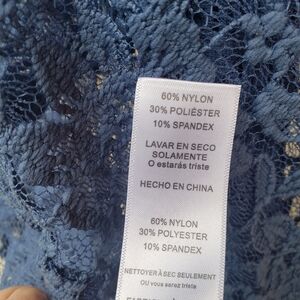 60% NYLON
30% POLIÉSTER
10% SPANDEX
LAVAR EN SECO
SOLAMENTE
O estarás triste
HECHO EN CHINA
60% NYLON
30% POLYESTER
10% SPANDEX
NETTOYER À SEC SEULEMENT
OU vous serez triste